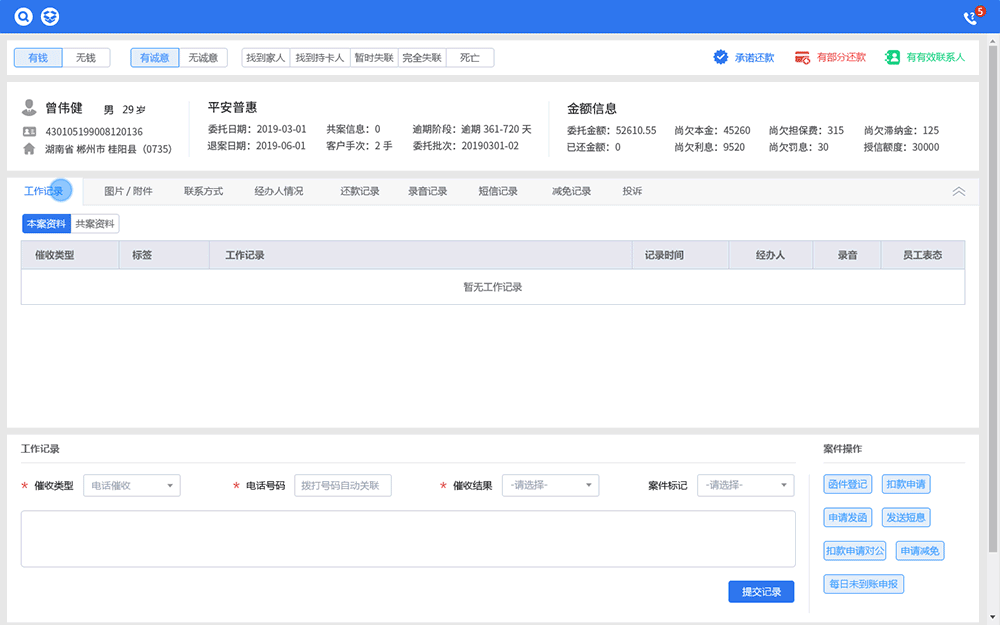 5
有钱 无钱 有诚意 无诚意 找到家人 找到持卡人 暂时失联 完全失联 死亡 承诺还款 有部分还款 有有效联系人
曾伟健 男 29 岁 平安普惠 金额信息
430105199008120136 委托日期：2019-03-01 共案信息：0 逾期阶段：逾期 361-720 天 委托金额：52610.55 尚欠本金：45260 尚欠担保费：315 尚欠滞纳金：125
湖南省 郴州市 桂阳县（0735） 退案日期：2019-06-01 客户手次：2 手 委托批次：20190301-02 已还金额：0 尚欠利息：9520 尚欠罚息：30 授信额度：30000
工作记录 图片 / 附件 联系方式 经办人情况 还款记录 录音记录 短信记录 减免记录 投诉
本案资料 共案资料
催收类型 标签 工作记录 记录时间 经办人 录音 员工表态
暂无工作记录
工作记录 案件操作
* 催收类型 电话催收 * 电话号码 拨打号码自动关联 * 催收结果 -请选择- 案件标记 -请选择- 函件登记 扣款申请
申请发函 发送短息
扣款申请对公 申请减免
每日未到账申报
提交记录